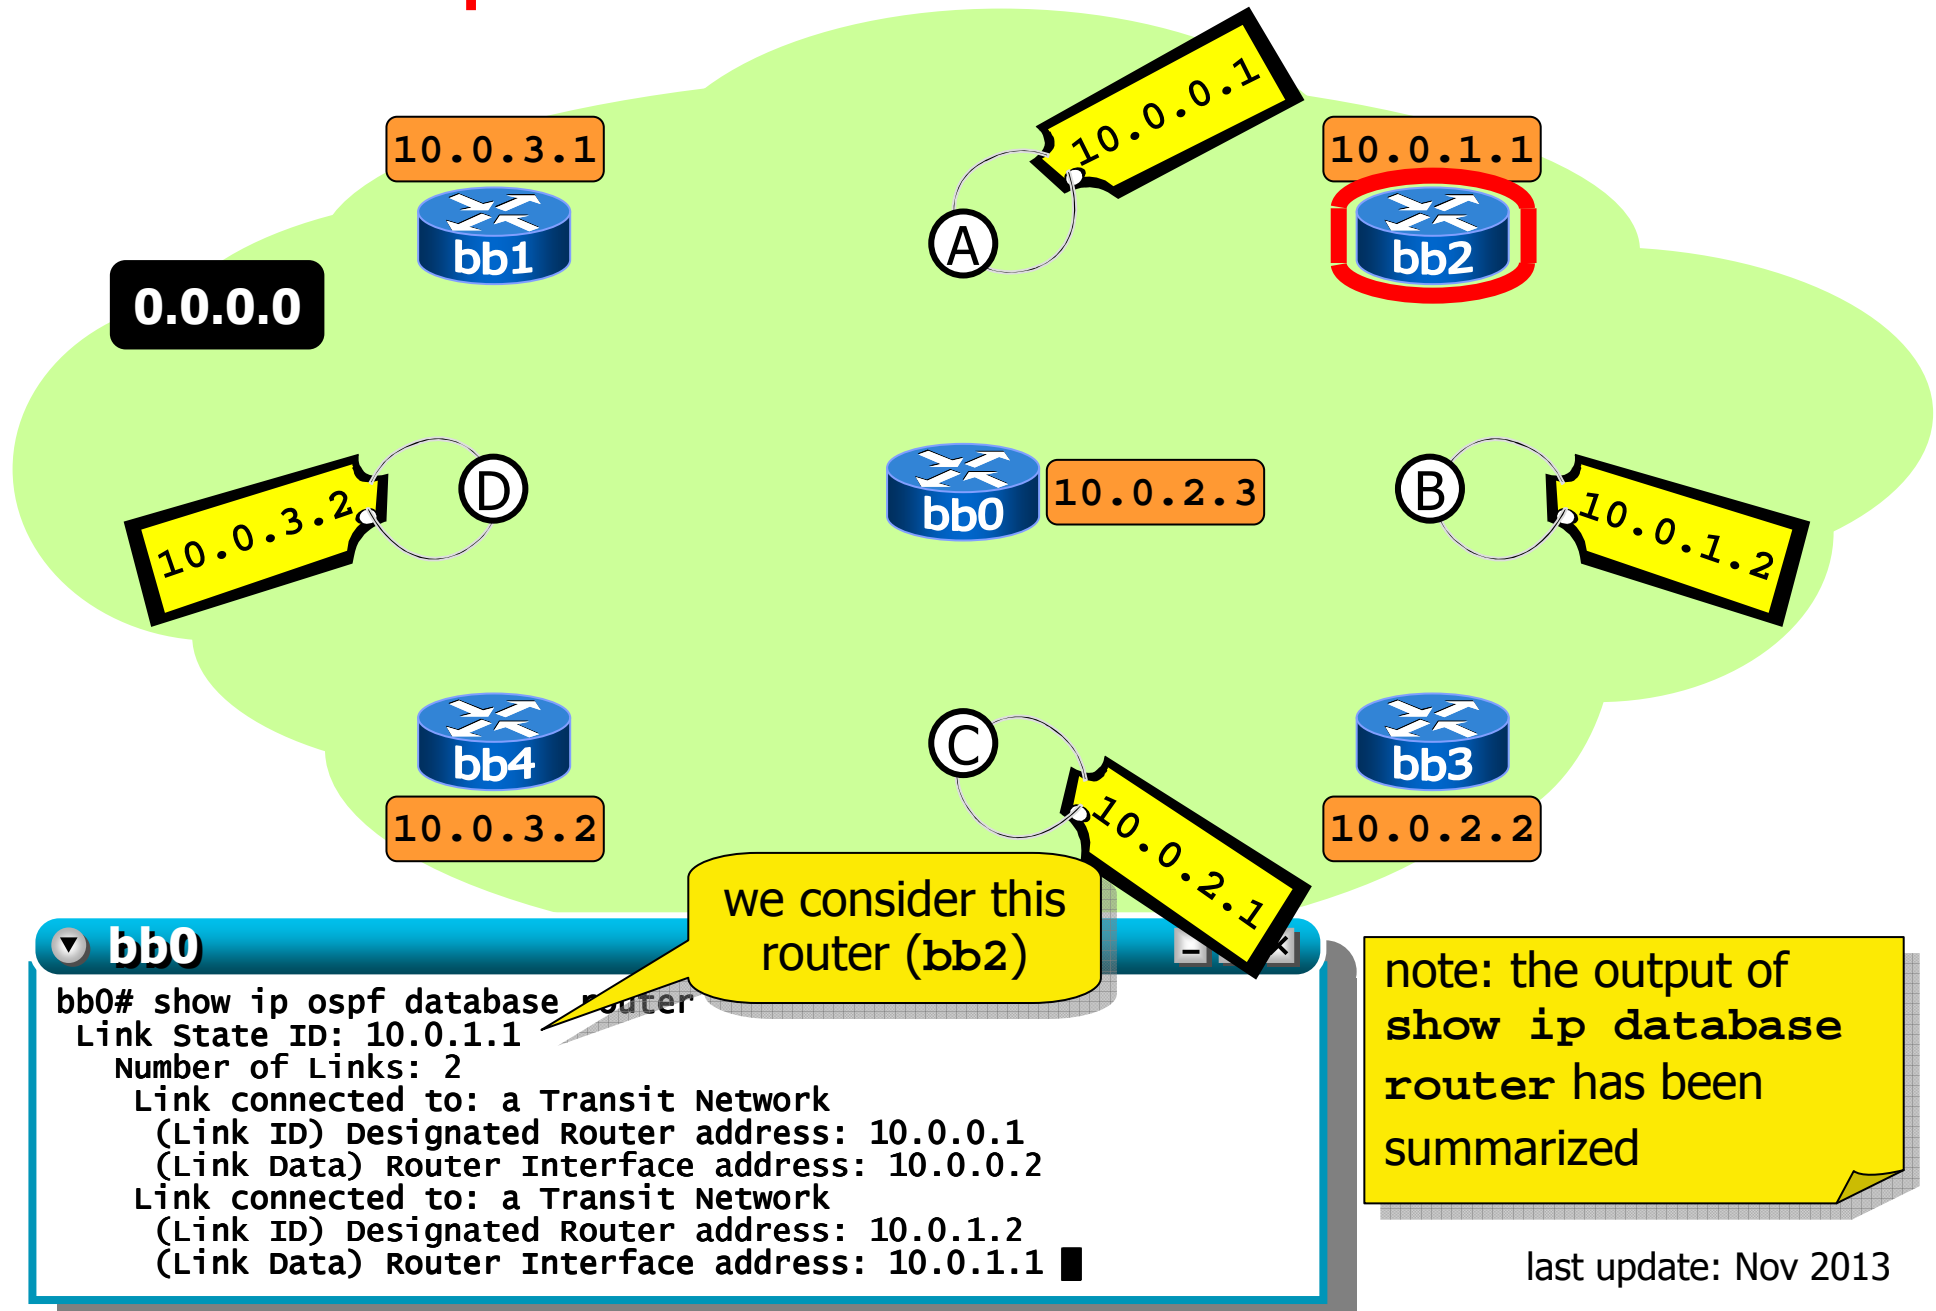 10.0.0.1
10.0.3.1
10.0.1.1
bb1
A
bb2
0.0.0.0
D
10.0.3.2
bb0
10.0.2.3
B
10.0.1.2
bb4
10.0.3.2
C
10.0.2.1
bb3
10.0.2.2
we consider this
router (bb2)
bb0
bb0# show ip ospf database router
Link State ID: 10.0.1.1
Number of Links: 2
Link connected to: a Transit Network
(Link ID) Designated Router address: 10.0.0.1
(Link Data) Router Interface address: 10.0.0.2
Link connected to: a Transit Network
(Link ID) Designated Router address: 10.0.1.2
(Link Data) Router Interface address: 10.0.1.1
note: the output of
show ip database
router has been
summarized
last update: Nov 2013